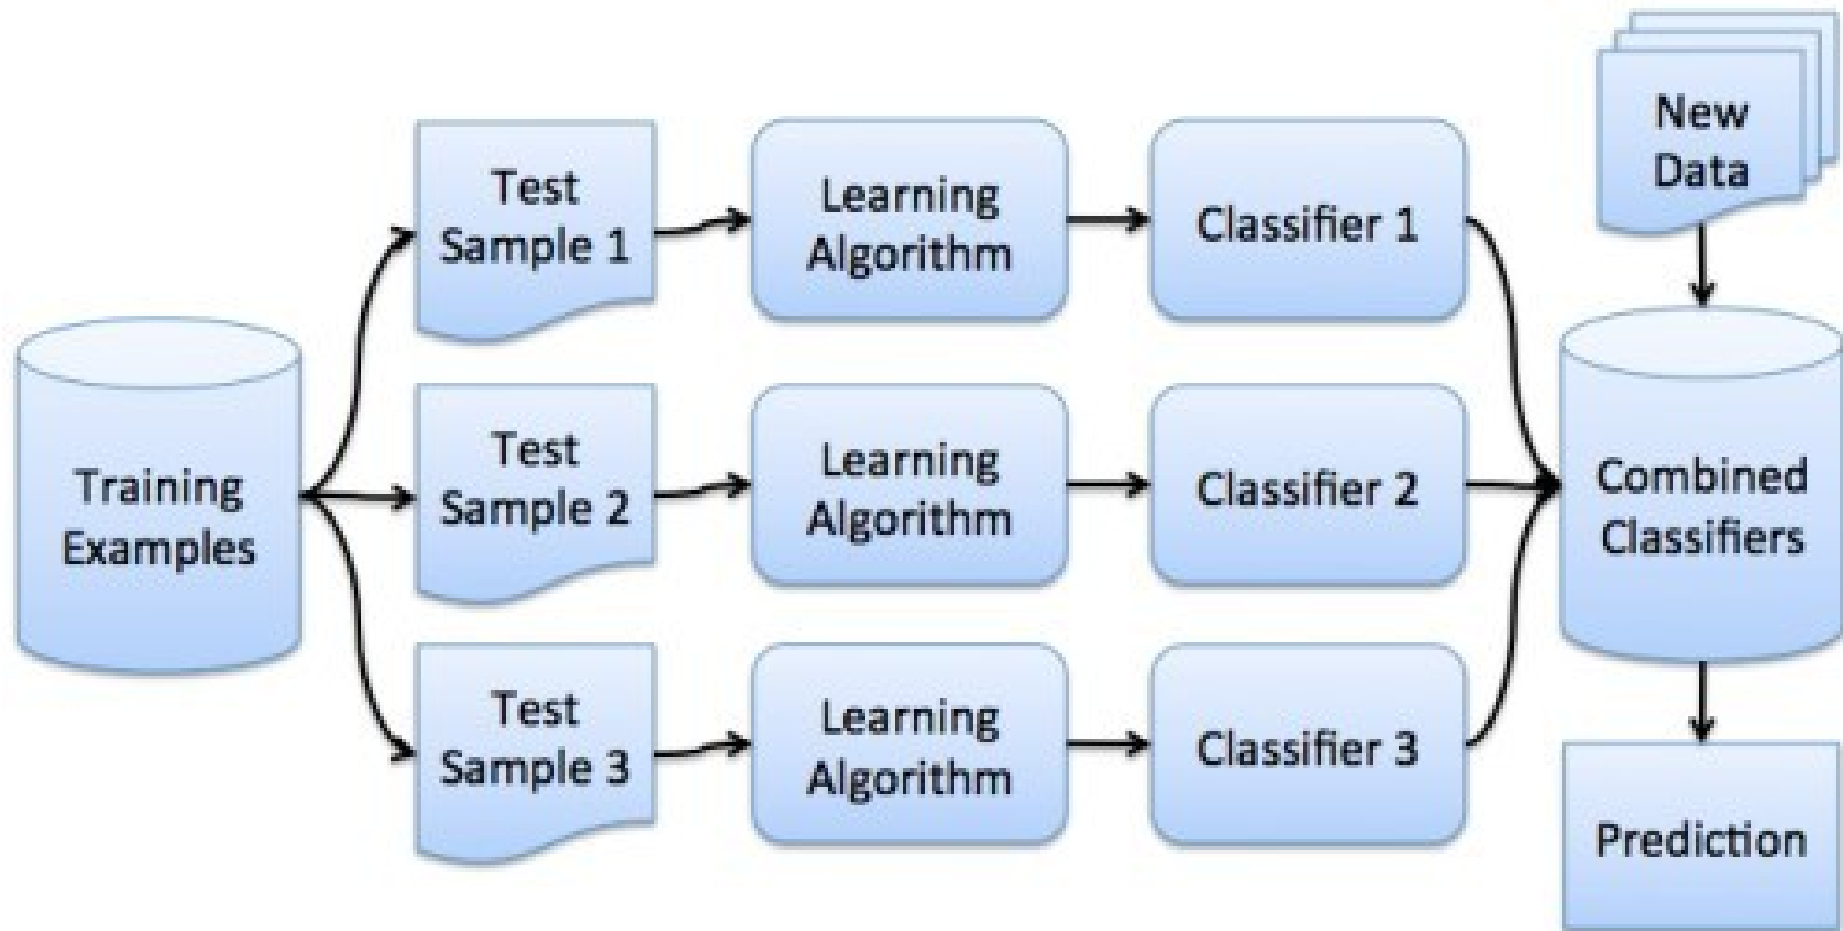 Training
Examples
Test
Sample 1
Learning
Algorithm
Classifier 1
Test
Sample 2
Learning
Algorithm
Classifier 2
Test
Sample 3
Learning
Algorithm
Classifier 3
New
Data
Combined
Classifiers
Prediction